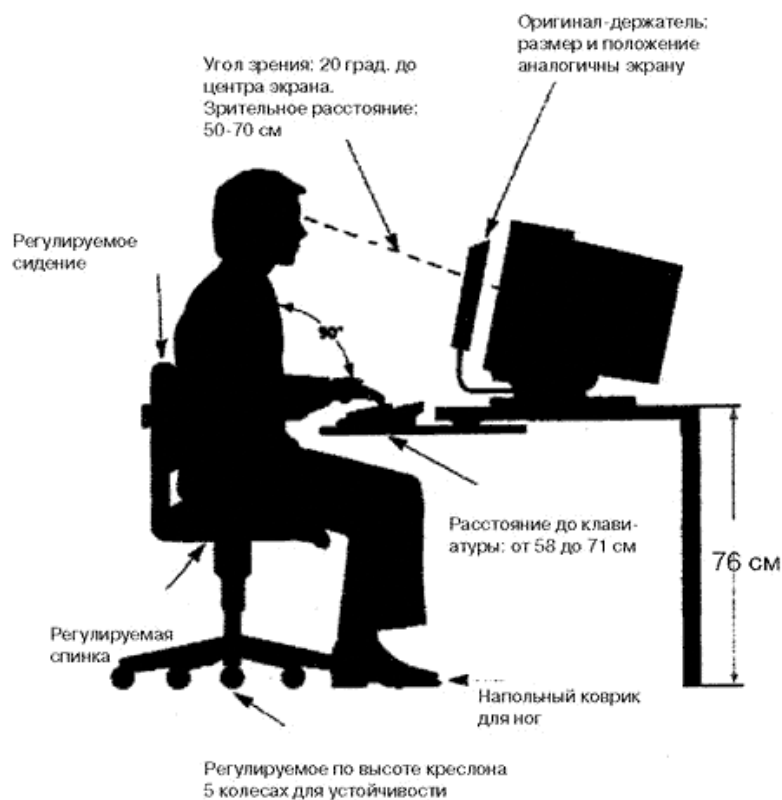 Оригинал-держатель:
размер и положение
аналогичны экрану
Угол зрения: 20 град. до
центра экрана.
Зрительное расстояние:
50-70 см
Регулируемое
сидение
90°
Расстояние до клави-
атуры: от 58 до 71 см
76 см
Регулируемая
спинка
Напольный коврик
для ног
Регулируемое по высоте креслона
5 колесах для устойчивости